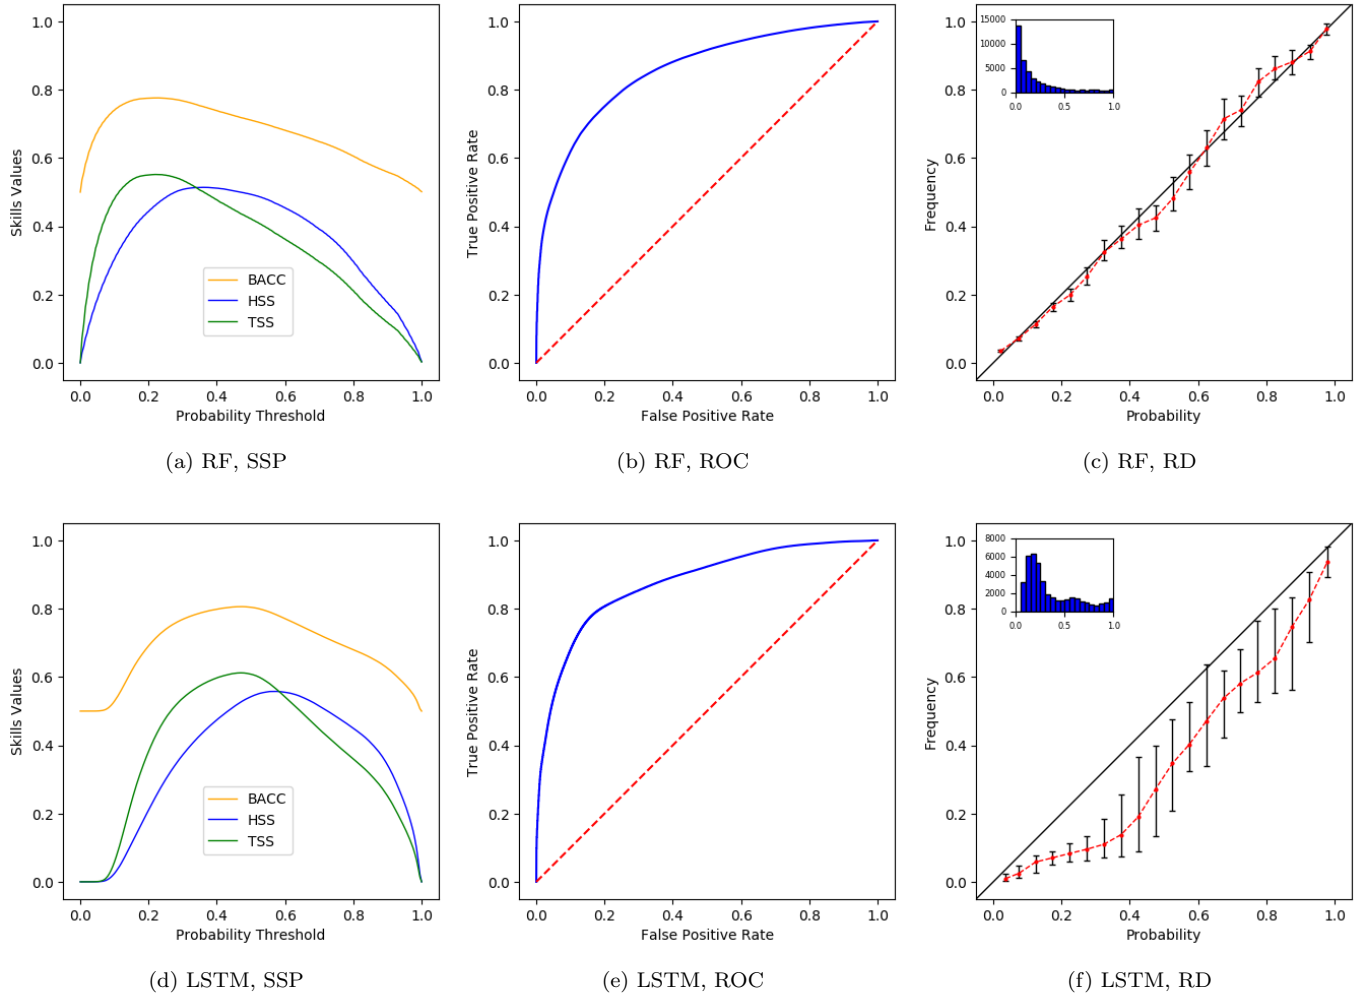 1.0
0.8
0.6
0.4
0.2
0.0
Skills Values
BACC
HSS
TSS
0.0 0.2 0.4 0.6 0.8 1.0
Probability Threshold
(a) RF, SSP
1.0
0.8
0.6
0.4
0.2
0.0
True Positive Rate
0.0 0.2 0.4 0.6 0.8 1.0
False Positive Rate
(b) RF, ROC
1.0
0.8
0.6
0.4
0.2
0.0
Frequency
15000
10000
5000
0
0.0 0.5 1.0
0.0 0.2 0.4 0.6 0.8 1.0
Probability
(c) RF, RD
1.0
0.8
0.6
0.4
0.2
0.0
Skills Values
BACC
HSS
TSS
0.0 0.2 0.4 0.6 0.8 1.0
Probability Threshold
(d) LSTM, SSP
1.0
0.8
0.6
0.4
0.2
0.0
True Positive Rate
0.0 0.2 0.4 0.6 0.8 1.0
False Positive Rate
(e) LSTM, ROC
1.0
0.8
0.6
0.4
0.2
0.0
Frequency
8000
6000
4000
2000
0
0.0 0.5 1.0
0.0 0.2 0.4 0.6 0.8 1.0
Probability
(f) LSTM, RD